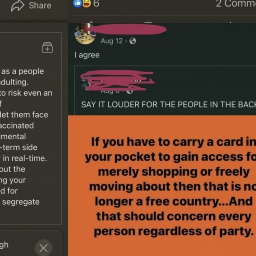 Share
6
2 Comme
Aug 12
I agree
SAY IT LOUDER FOR THE PEOPLE IN THE BACK
If you have to carry a card in
your pocket to gain access fo
merely shopping or freely
moving about then that is no
longer a free country...And
that should concern every
person regardless of party.
as a people
dulting.
to risk even an
f
let them face
accinated
mental
-term side
in real-time.
out the
ng your
d for
segregate
gh